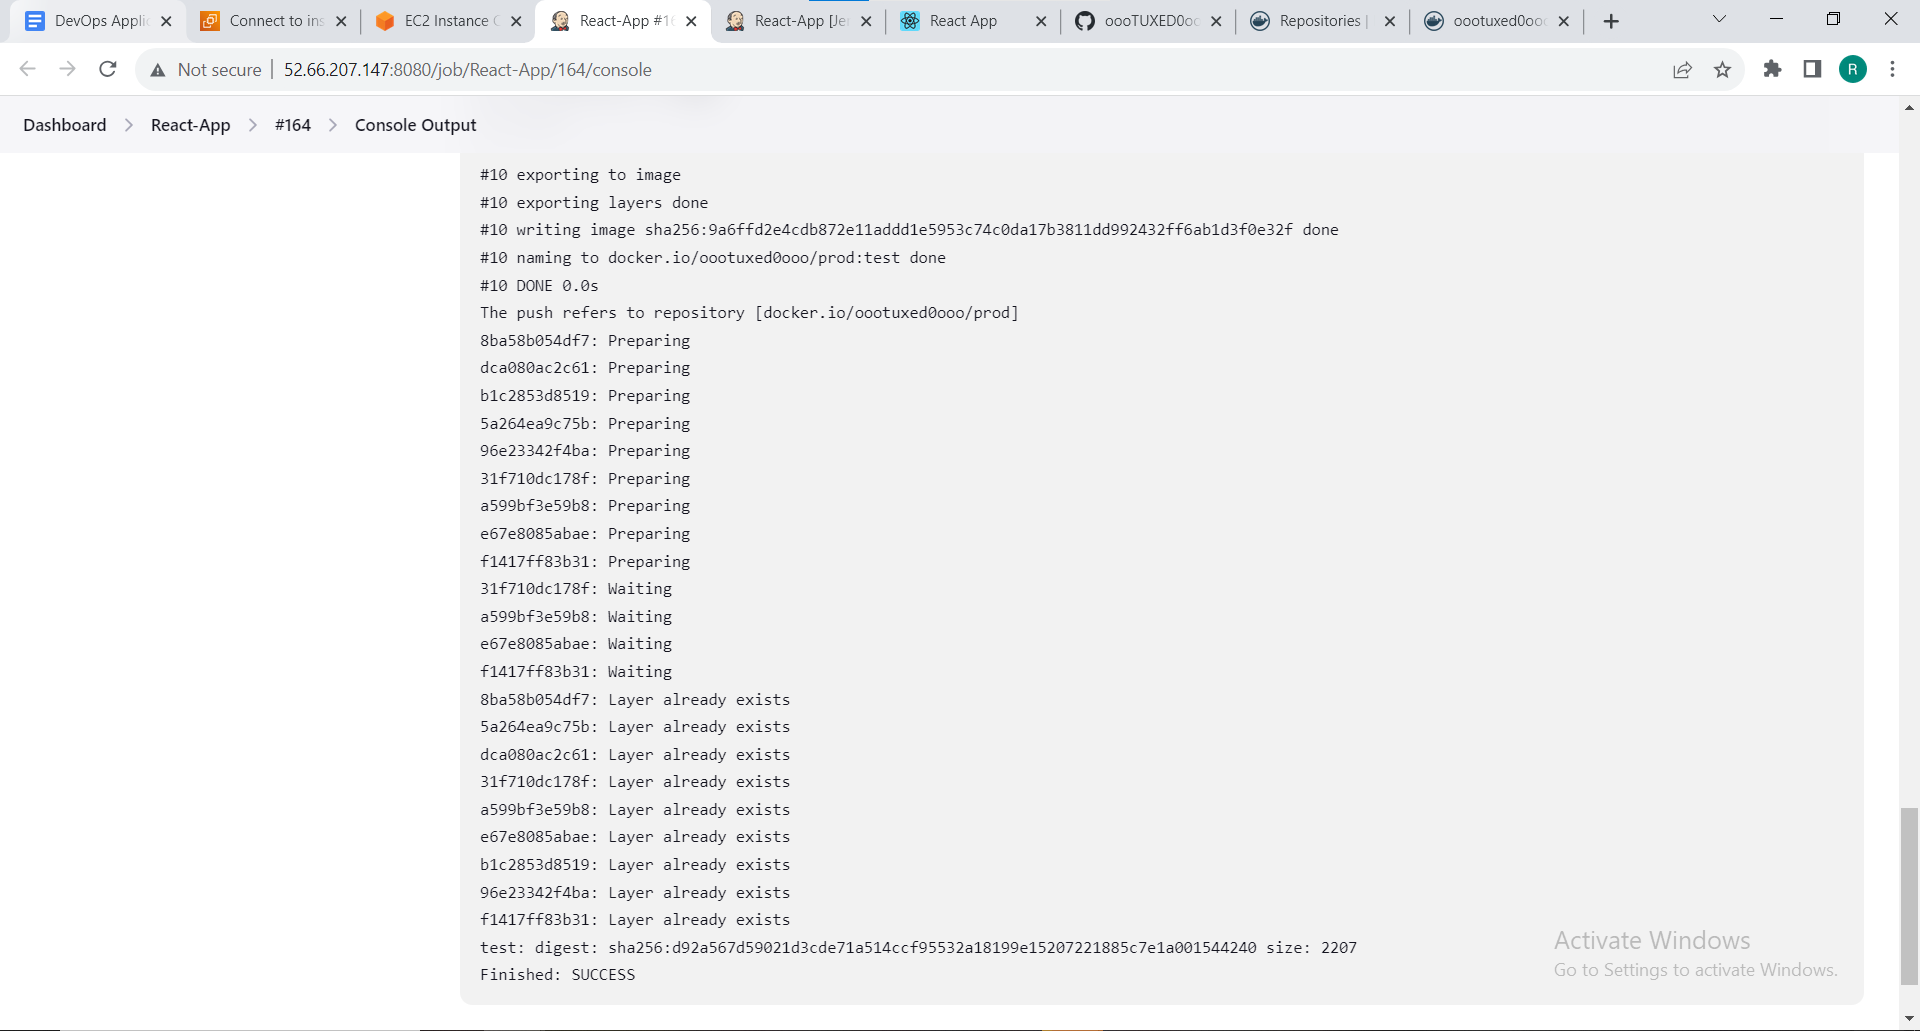 DevOps Appli
Connect to ins
EC2 Instance C
React-App #16
React-App [Jen
React App
oooTUXED0oo
Repositories |
oootuxed0ooo
Not secure
52.66.207.147:8080/job/React-App/164/console
R
Dashboard
React-App
#164
Console Output
#10 exporting to image
#10 exporting layers done
#10 writing image sha256:9a6ffd2e4cdb872e11addd1e5953c74c0da17b3811dd992432ff6ab1d3f0e32f done
#10 naming to docker.io/oootuxed0ooo/prod:test done
#10 DONE 0.0s
The push refers to repository [docker.io/oootuxed0ooo/prod]
8ba58b054df7: Preparing
dca080ac2c61: Preparing
b1c2853d8519: Preparing
5a264ea9c75b: Preparing
96e23342f4ba: Preparing
31f710dc178f: Preparing
a599bf3e59b8: Preparing
e67e8085abae: Preparing
f1417ff83b31: Preparing
31f710dc178f: Waiting
a599bf3e59b8: Waiting
e67e8085abae: Waiting
f1417ff83b31: Waiting
8ba58b054df7: Layer already exists
5a264ea9c75b: Layer already exists
dca080ac2c61: Layer already exists
31f710dc178f: Layer already exists
a599bf3e59b8: Layer already exists
e67e8085abae: Layer already exists
b1c2853d8519: Layer already exists
96e23342f4ba: Layer already exists
f1417ff83b31: Layer already exists
test: digest: sha256:d92a567d59021d3cde71a514ccf95532a18199e15207221885c7e1a001544240 size: 2207
Finished: SUCCESS
Activate Windows
Go to Settings to activate Windows.